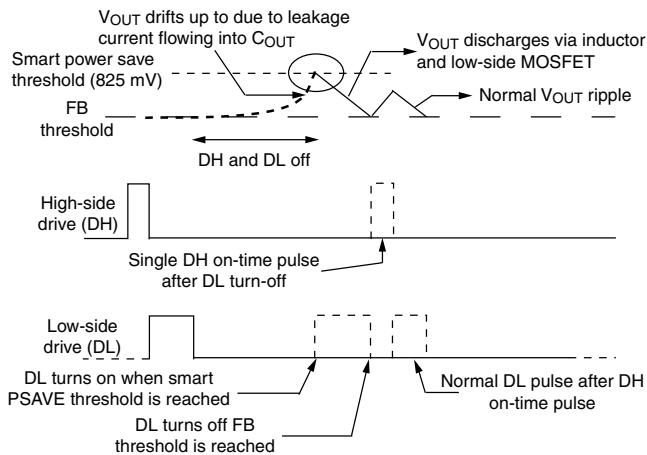 VOUT drifts up to due to leakage
current flowing into COUT
Smart power save
threshold (825 mV)
VOUT discharges via inductor
and low-side MOSFET
FB
threshold
Normal VOUT ripple
DH and DL off
High-side
drive (DH)
Single DH on-time pulse
after DL turn-off
Low-side
drive (DL)
DL turns on when smart
PSAVE threshold is reached
Normal DL pulse after DH
on-time pulse
DL turns off FB
threshold is reached